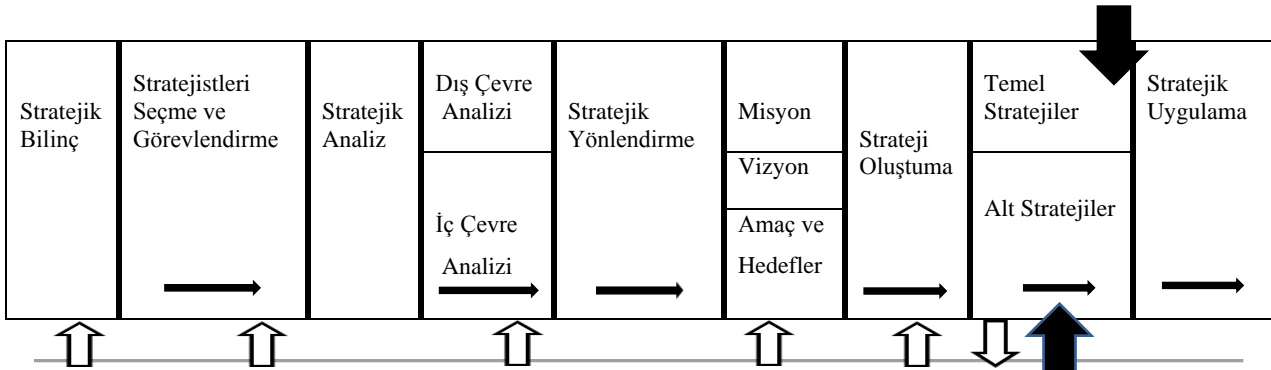 Stratejik
Bilinç
Stratejistleri
Seçme ve
Görevlendirme
Stratejik
Analiz
Dış Çevre
Analizi
İç Çevre
Analizi
Stratejik
Yönlendirme
Misyon
Vizyon
Amaç ve
Hedefler
Strateji
Oluştuma
Temel
Stratejiler
Alt Stratejiler
Stratejik
Uygulama